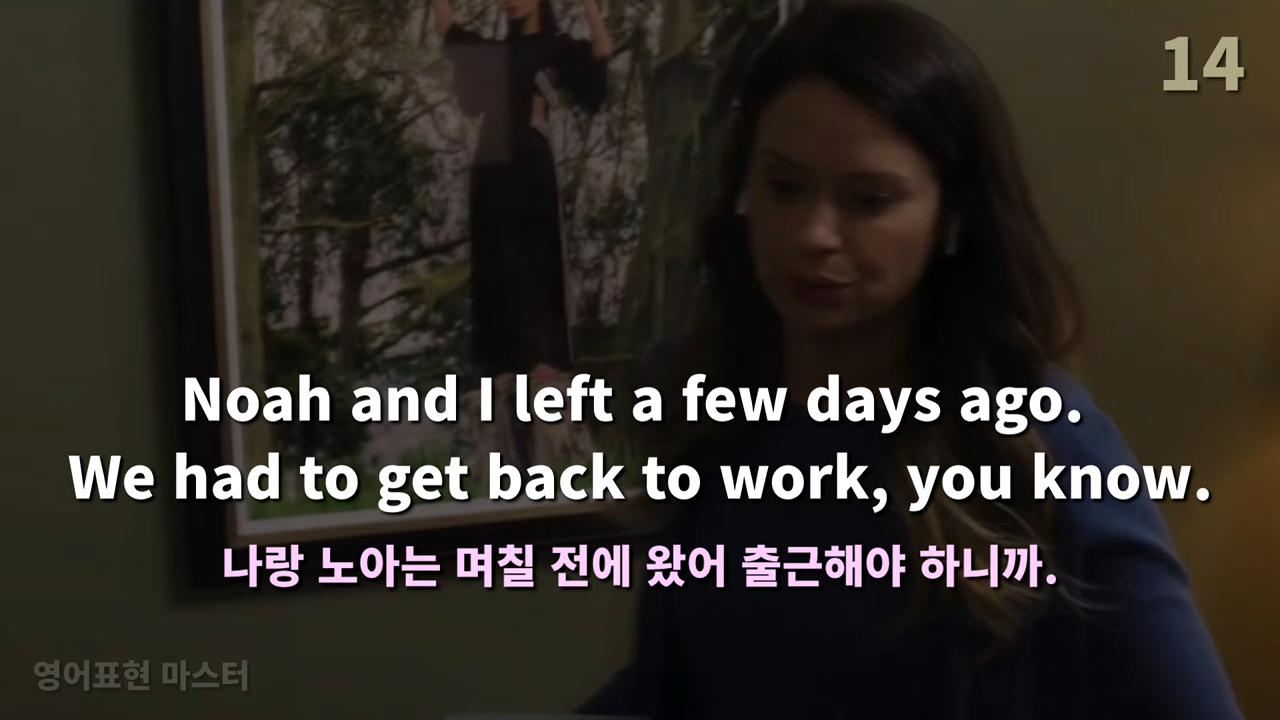 14
Noah and I left a few days ago.
We had to get back to work, you know.
나랑 노아는 며칠 전에 왔어 출근해야 하니까.
영어표현 마스터